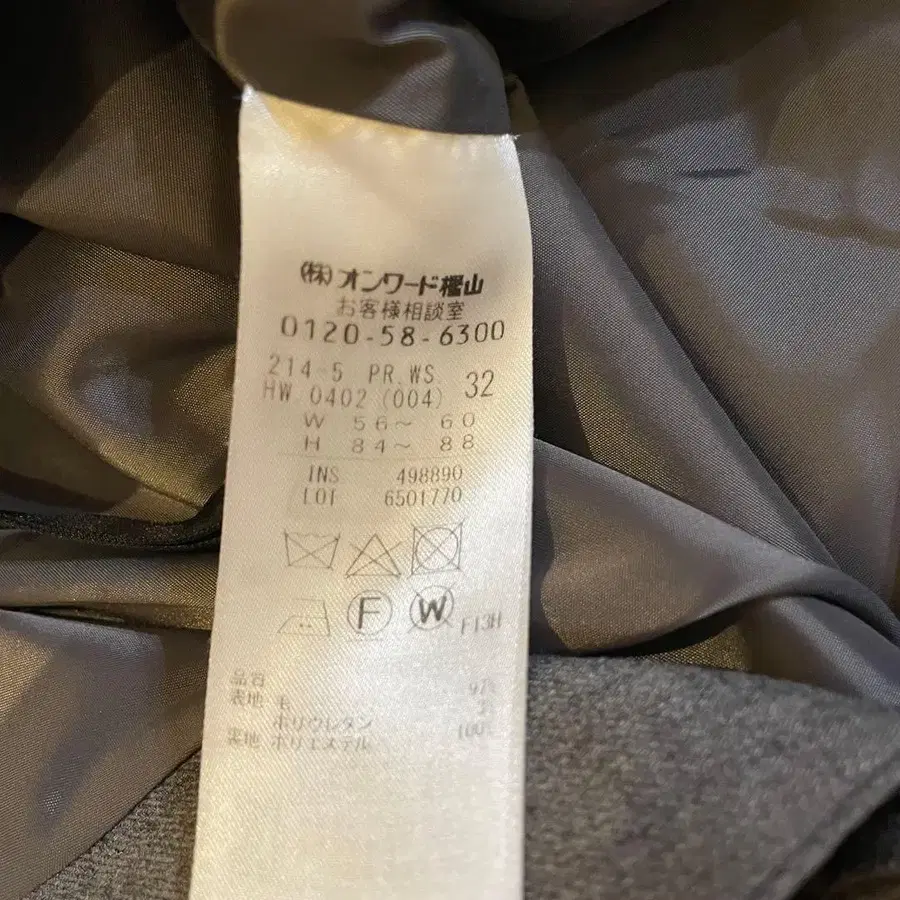 (株)オンワード樫山
お客様相談室
0120-58-6300
214-5 PR.WS. 32
HW 0402 (004)
W 56~ 60
H 84~ 88
INS 498890
LOT 6501770
F
W
F13H
品名
表地 毛 97%
ポリウレタン 3%
裏地 ポリエステル 100%